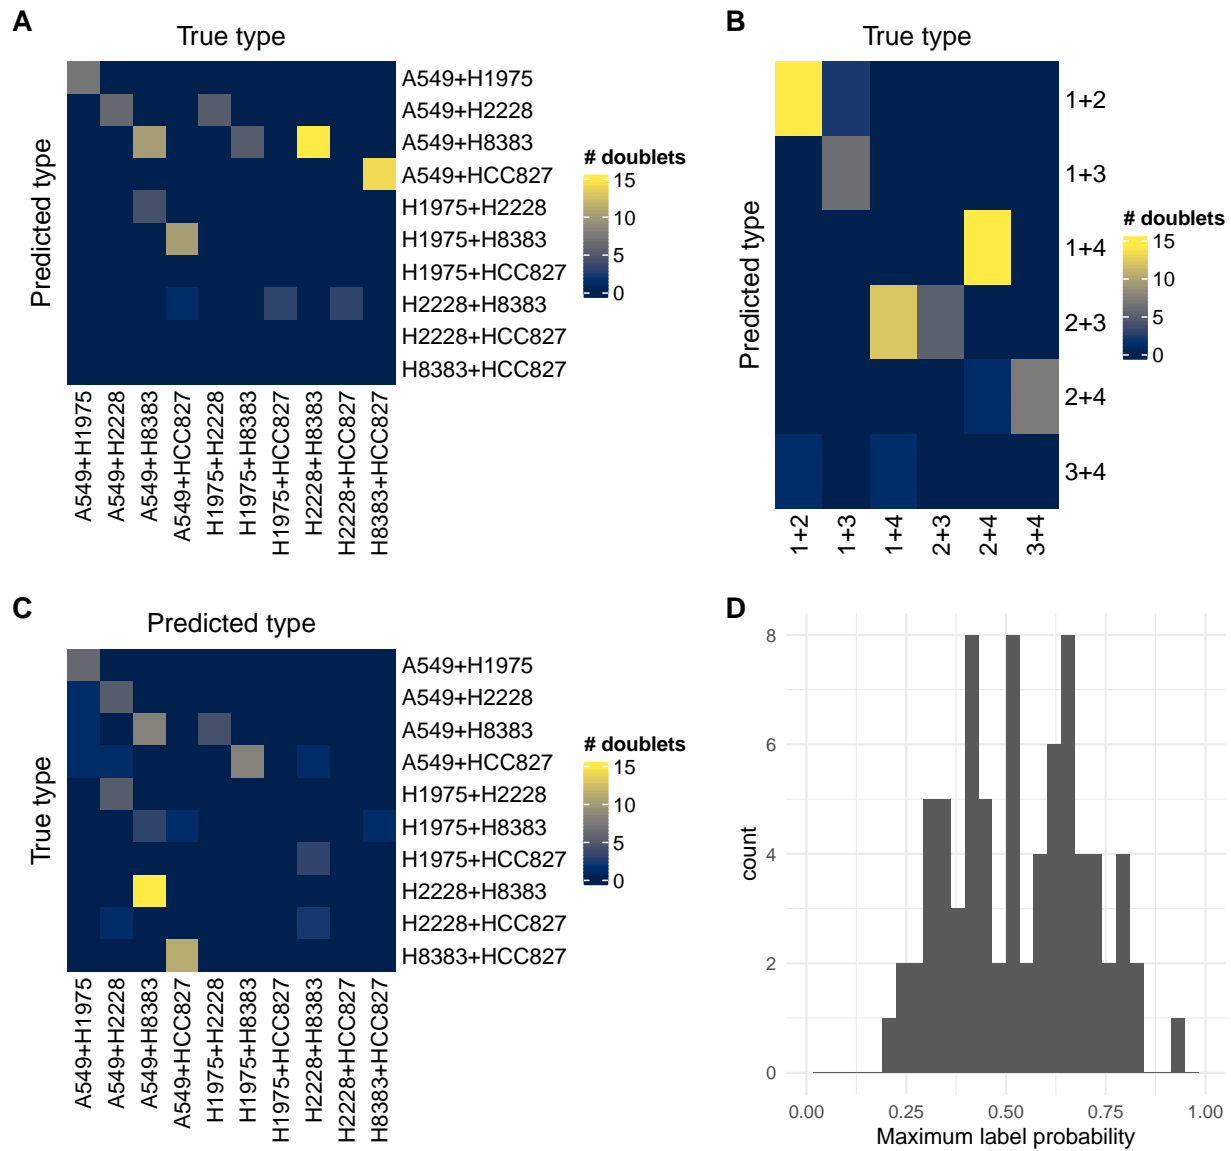 A
True type
Predicted type
A549+H1975
A549+H2228
A549+H8383
A549+HCC827
H1975+H2228
H1975+H8383
H1975+HCC827
H2228+H8383
H2228+HCC827
H8383+HCC827
A549+H1975
A549+H2228
A549+H8383
A549+HCC827
H1975+H2228
H1975+H8383
H1975+HCC827
H2228+H8383
H2228+HCC827
H8383+HCC827
# doublets
15
10
5
0
B
True type
Predicted type
1+2
1+3
1+4
2+3
2+4
3+4
1+2
1+3
1+4
2+3
2+4
3+4
# doublets
15
10
5
0
C
Predicted type
True type
A549+H1975
A549+H2228
A549+H8383
A549+HCC827
H1975+H2228
H1975+H8383
H1975+HCC827
H2228+H8383
H2228+HCC827
H8383+HCC827
A549+H1975
A549+H2228
A549+H8383
A549+HCC827
H1975+H2228
H1975+H8383
H1975+HCC827
H2228+H8383
H2228+HCC827
H8383+HCC827
# doublets
15
10
5
0
D
count
8
6
4
2
0
0.00
0.25
0.50
0.75
1.00
Maximum label probability